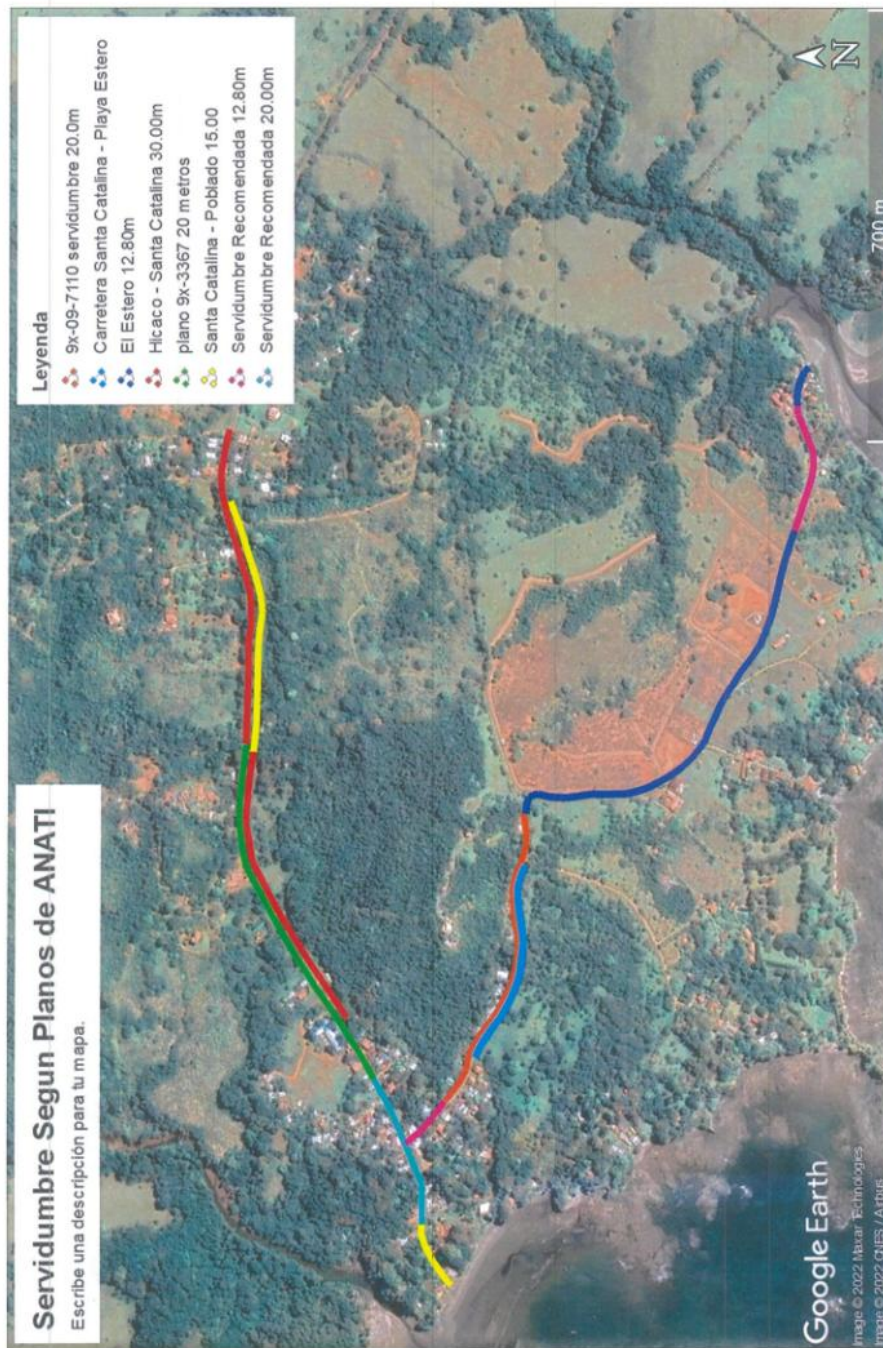 Servidumbre Segun Planos de ANATI
Escribe una descripción para tu mapa.
Leyenda
9x-09-7110 servidumbre 20.0m
Carretera Santa Catalina - Playa Estero
El Estero 12.80m
Hicaco - Santa Catalina 30.00m
plano 9x-3367 20 metros
Santa Catalina - Poblado 15.00
Servidumbre Recomendada 12.80m
Servidumbre Recomendada 20.00m
N
700 m
Google Earth
Image © 2022 Maxar Technologies
Image © 2022 CNES / Airbus